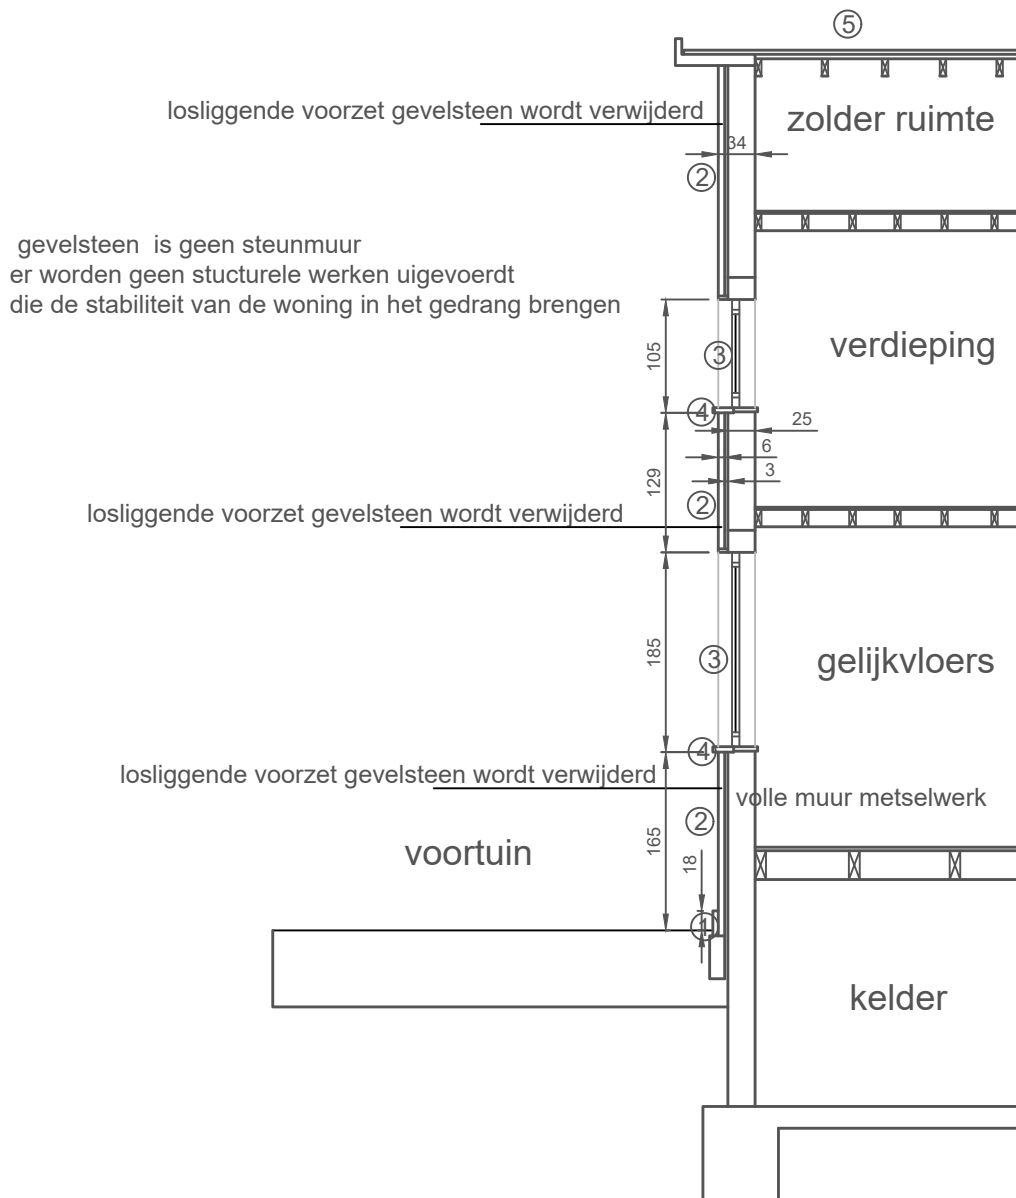 5
losliggende voorzet gevelsteen wordt verwijderd
zolder ruimte
34
2
gevelsteen is geen steunmuur
er worden geen stucturele werken uigevoerdt
die de stabiliteit van de woning in het gedrang brengen
105
3
verdieping
4
25
6
3
129
2
losliggende voorzet gevelsteen wordt verwijderd
185
3
gelijkvloers
4
losliggende voorzet gevelsteen wordt verwijderd
volle muur metselwerk
2
165
voortuin
18
1
kelder